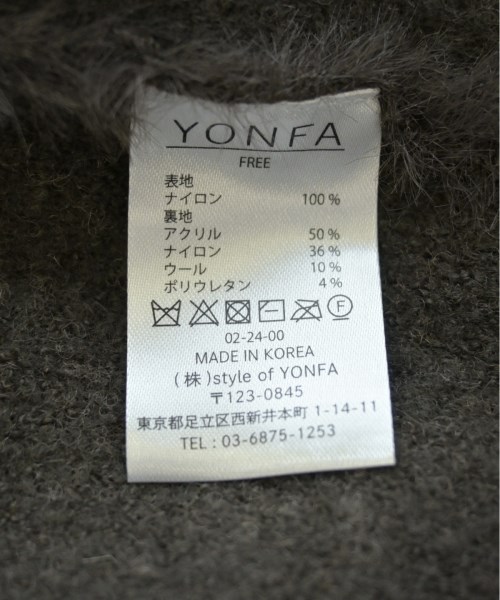 YONFA
FREE
表地
ナイロン 100 %
裏地
アクリル 50 %
ナイロン 36 %
ウール 10 %
ポリウレタン 4 %
F
02-24-00
MADE IN KOREA
(株)style of YONFA
〒123-0845
東京都足立区西新井本町 1-14-11
TEL : 03-6875-1253